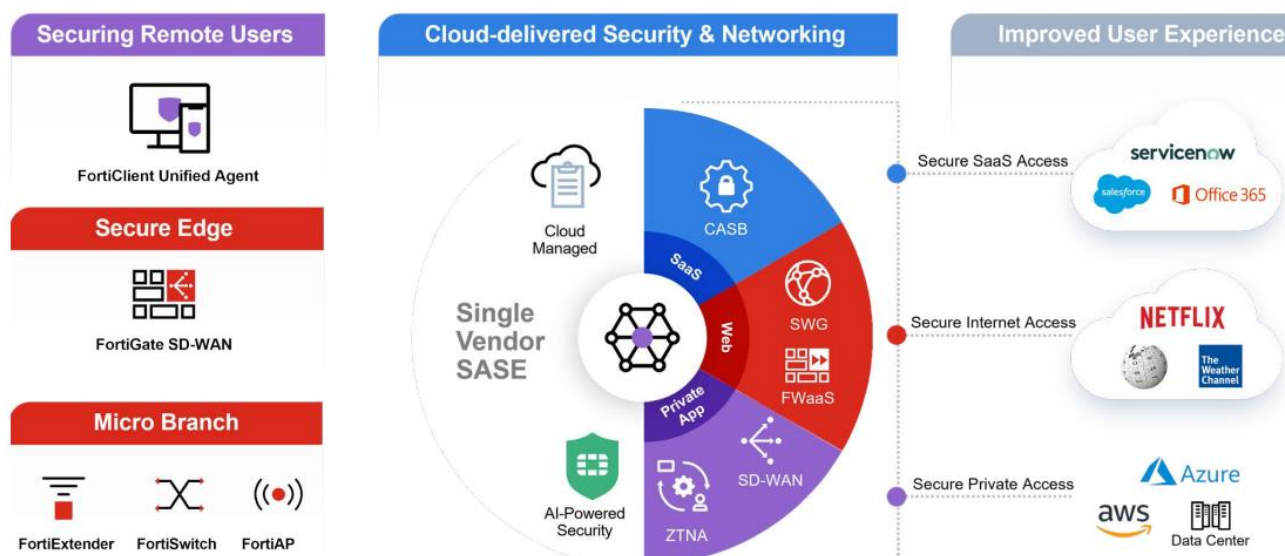 Securing Remote Users
FortiClient Unified Agent
Secure Edge
FortiGate SD-WAN
Micro Branch
FortiExtender
FortiSwitch
FortiAP
Cloud-delivered Security & Networking
Cloud
Managed
Single
Vendor
SASE
AI-Powered
Security
SaaS
Web
Private
App
CASB
SWG
FWaaS
SD-WAN
ZTNA
Improved User Experience
Secure SaaS Access
servicenow
salesforce
Office 365
Secure Internet Access
NETFLIX
The
Weather
Channel
Secure Private Access
Azure
aws
Data Center